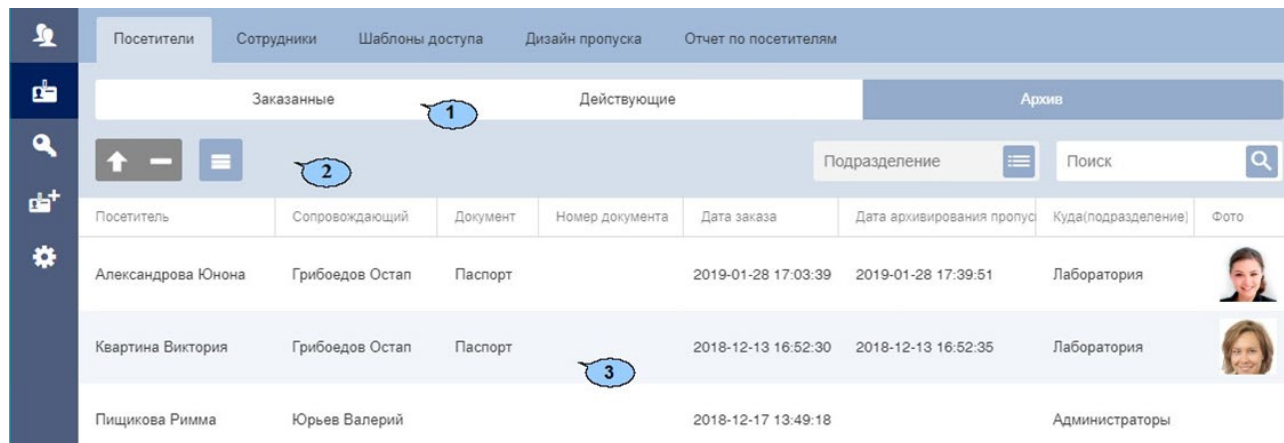 Посетители Сотрудники Шаблоны доступа Дизайн пропуска Отчет по посетителям
Заказанные Действующие Архив
1
2
Подразделение Поиск
Посетитель Сопровождающий Документ Номер документа Дата заказа Дата архивирования пропус Куда(подразделение) Фото
Александрова Юнона Грибоедов Остап Паспорт 2019-01-28 17:03:39 2019-01-28 17:39:51 Лаборатория
Квартина Виктория Грибоедов Остап Паспорт 2018-12-13 16:52:30 2018-12-13 16:52:35 Лаборатория
3
Пищикова Римма Юрьев Валерий 2018-12-17 13:49:18 Администраторы